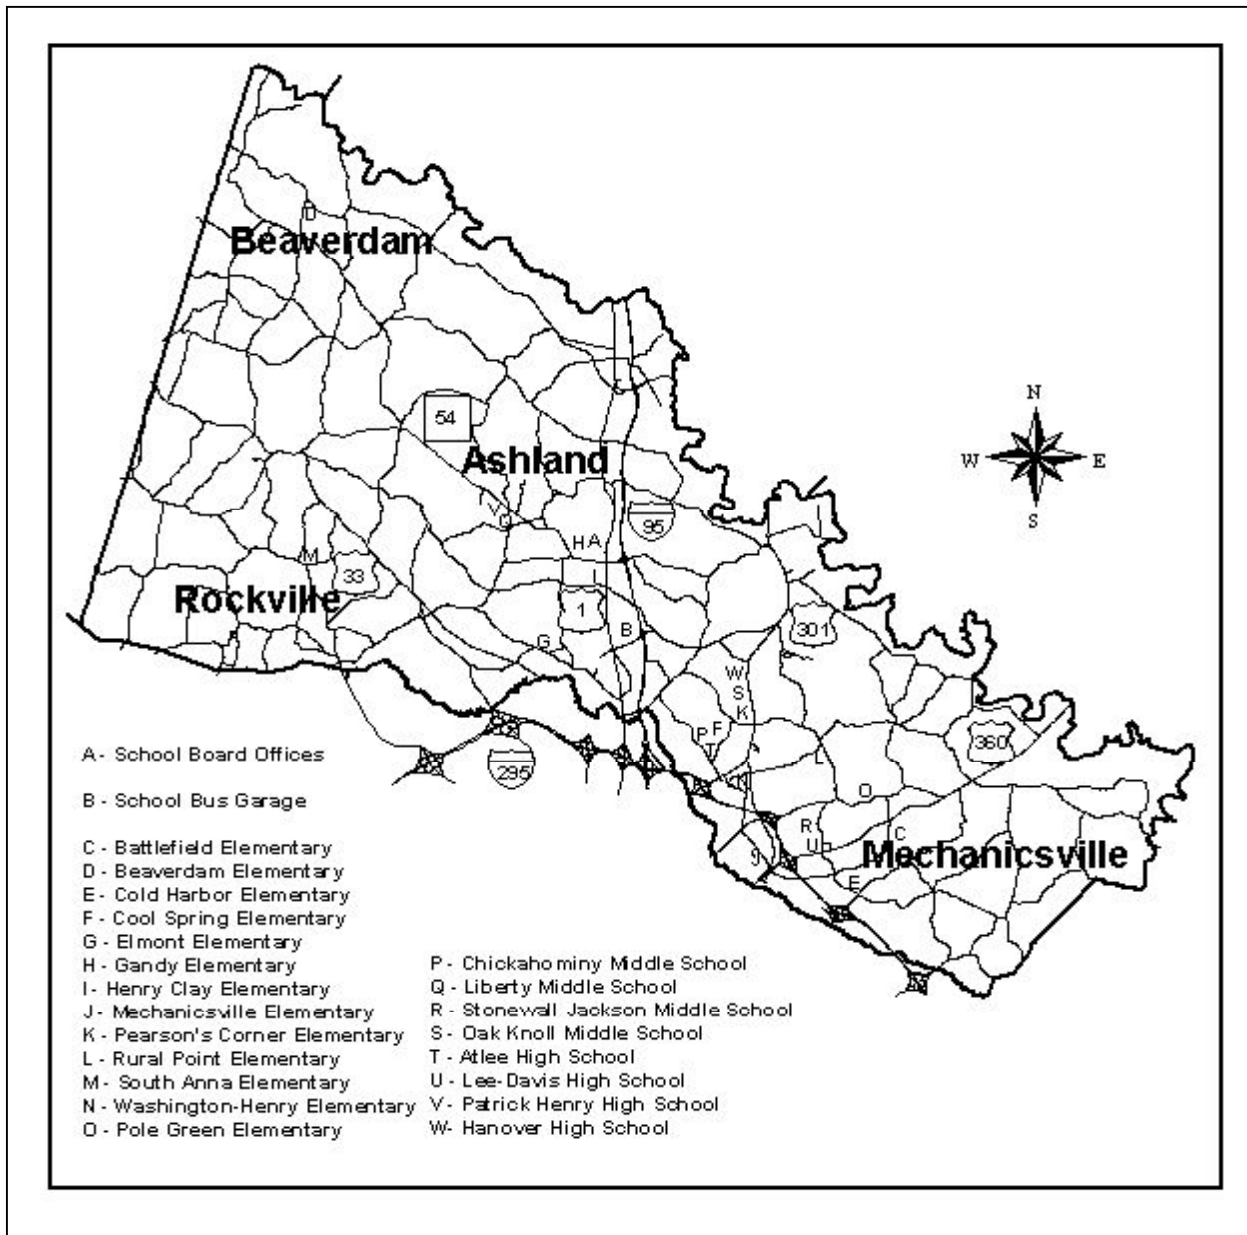 D
Beaverdam
N
54
W E
Ashland
S
V
Q
95
H A
M
33
I
Rockville
1
301
B
G
W
S
K
P F
T
360
L
295
N
O
R
C
U
Mechanicsville
E
A - School Board Offices
B - School Bus Garage
C - Battlefield Elementary
D - Beaverdam Elementary
E - Cold Harbor Elementary
F - Cool Spring Elementary
G - Elmont Elementary
H - Gandy Elementary
I - Henry Clay Elementary
J - Mechanicsville Elementary
K - Pearson's Corner Elementary
L - Rural Point Elementary
M - South Anna Elementary
N - Washington-Henry Elementary
O - Pole Green Elementary
P - Chickahominy Middle School
Q - Liberty Middle School
R - Stonewall Jackson Middle School
S - Oak Knoll Middle School
T - Atlee High School
U - Lee-Davis High School
V - Patrick Henry High School
W- Hanover High School